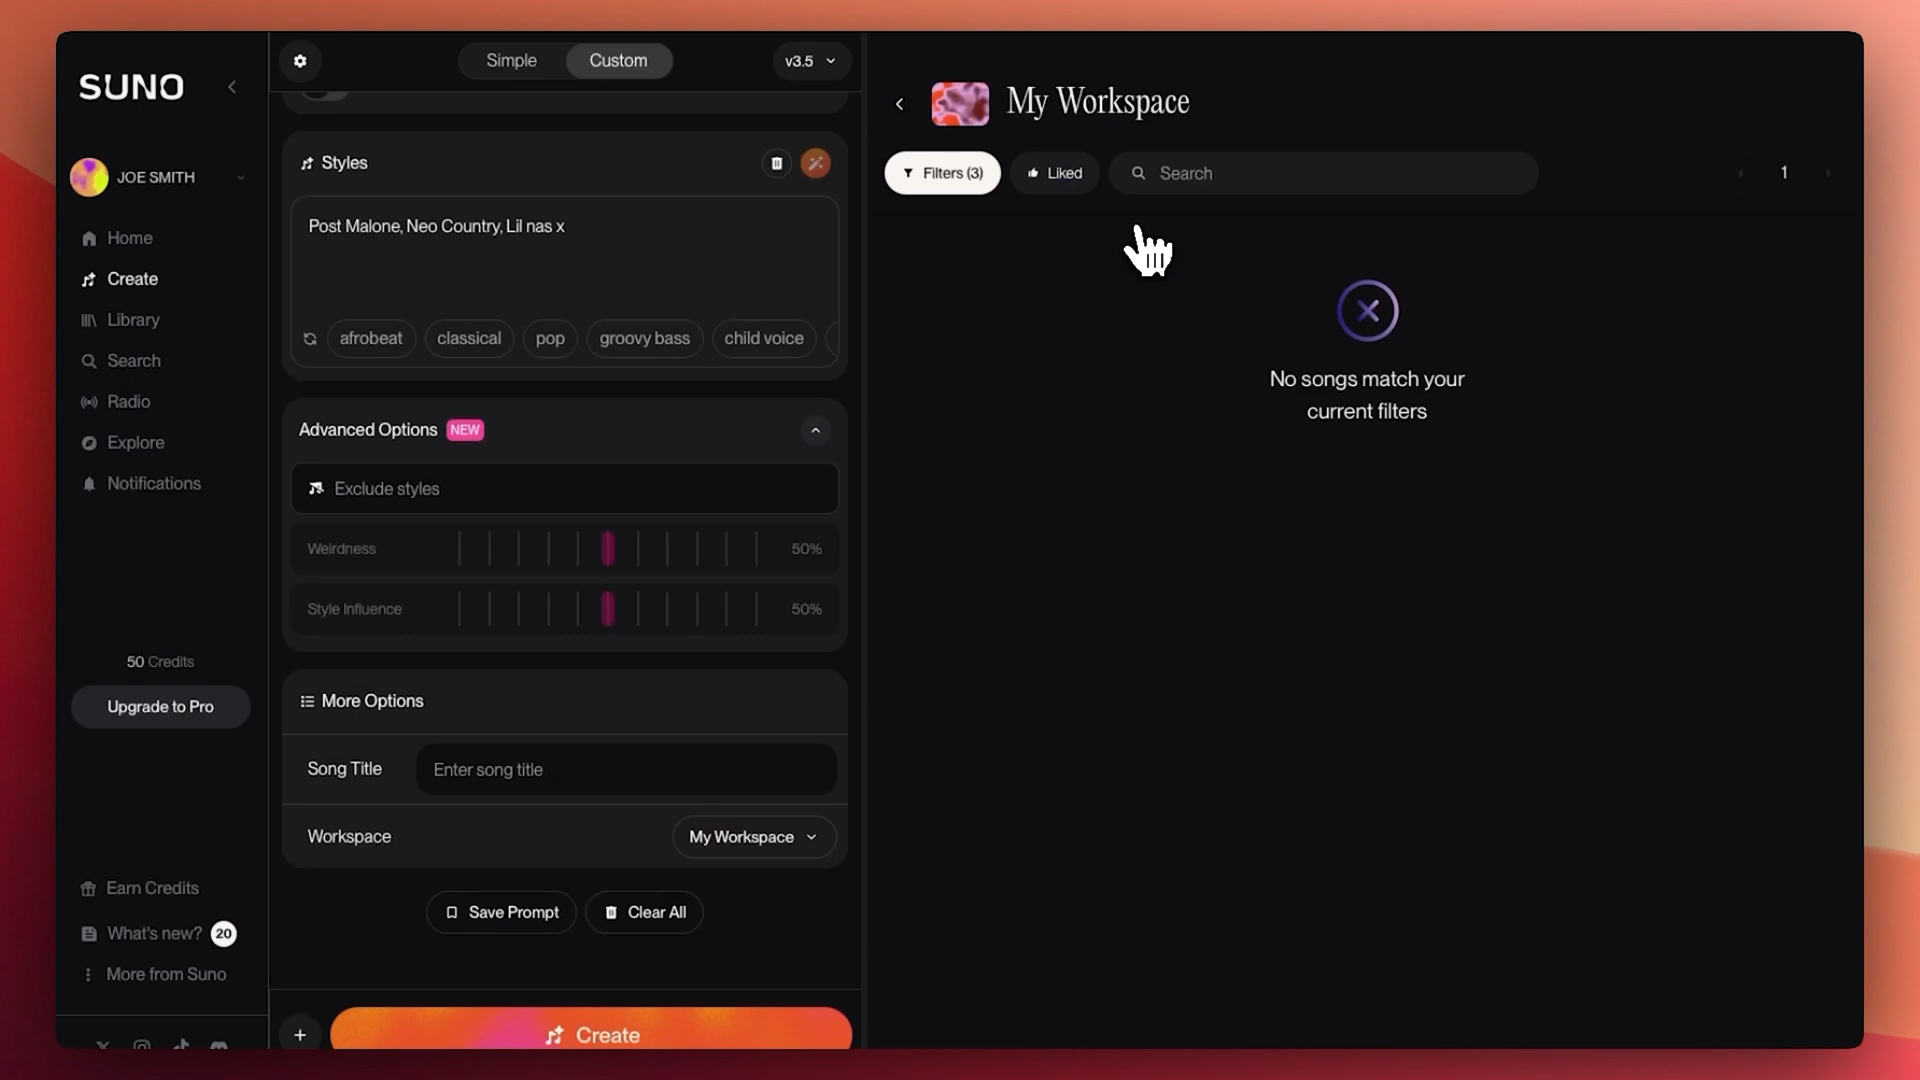 SUNO
JOE SMITH
Home
Create
Library
Search
Radio
Explore
Notifications
50 Credits
Upgrade to Pro
Earn Credits
What's new? 20
More from Suno
Simple
Custom
v3.5
Styles
Post Malone, Neo Country, Lil nas x
afrobeat
classical
pop
groovy bass
child voice
Advanced Options NEW
Exclude styles
Weirdness 50%
Style Influence 50%
More Options
Song Title Enter song title
Workspace My Workspace
Save Prompt
Clear All
Create
My Workspace
Filters (3)
Liked
Search
1
No songs match your
current filters